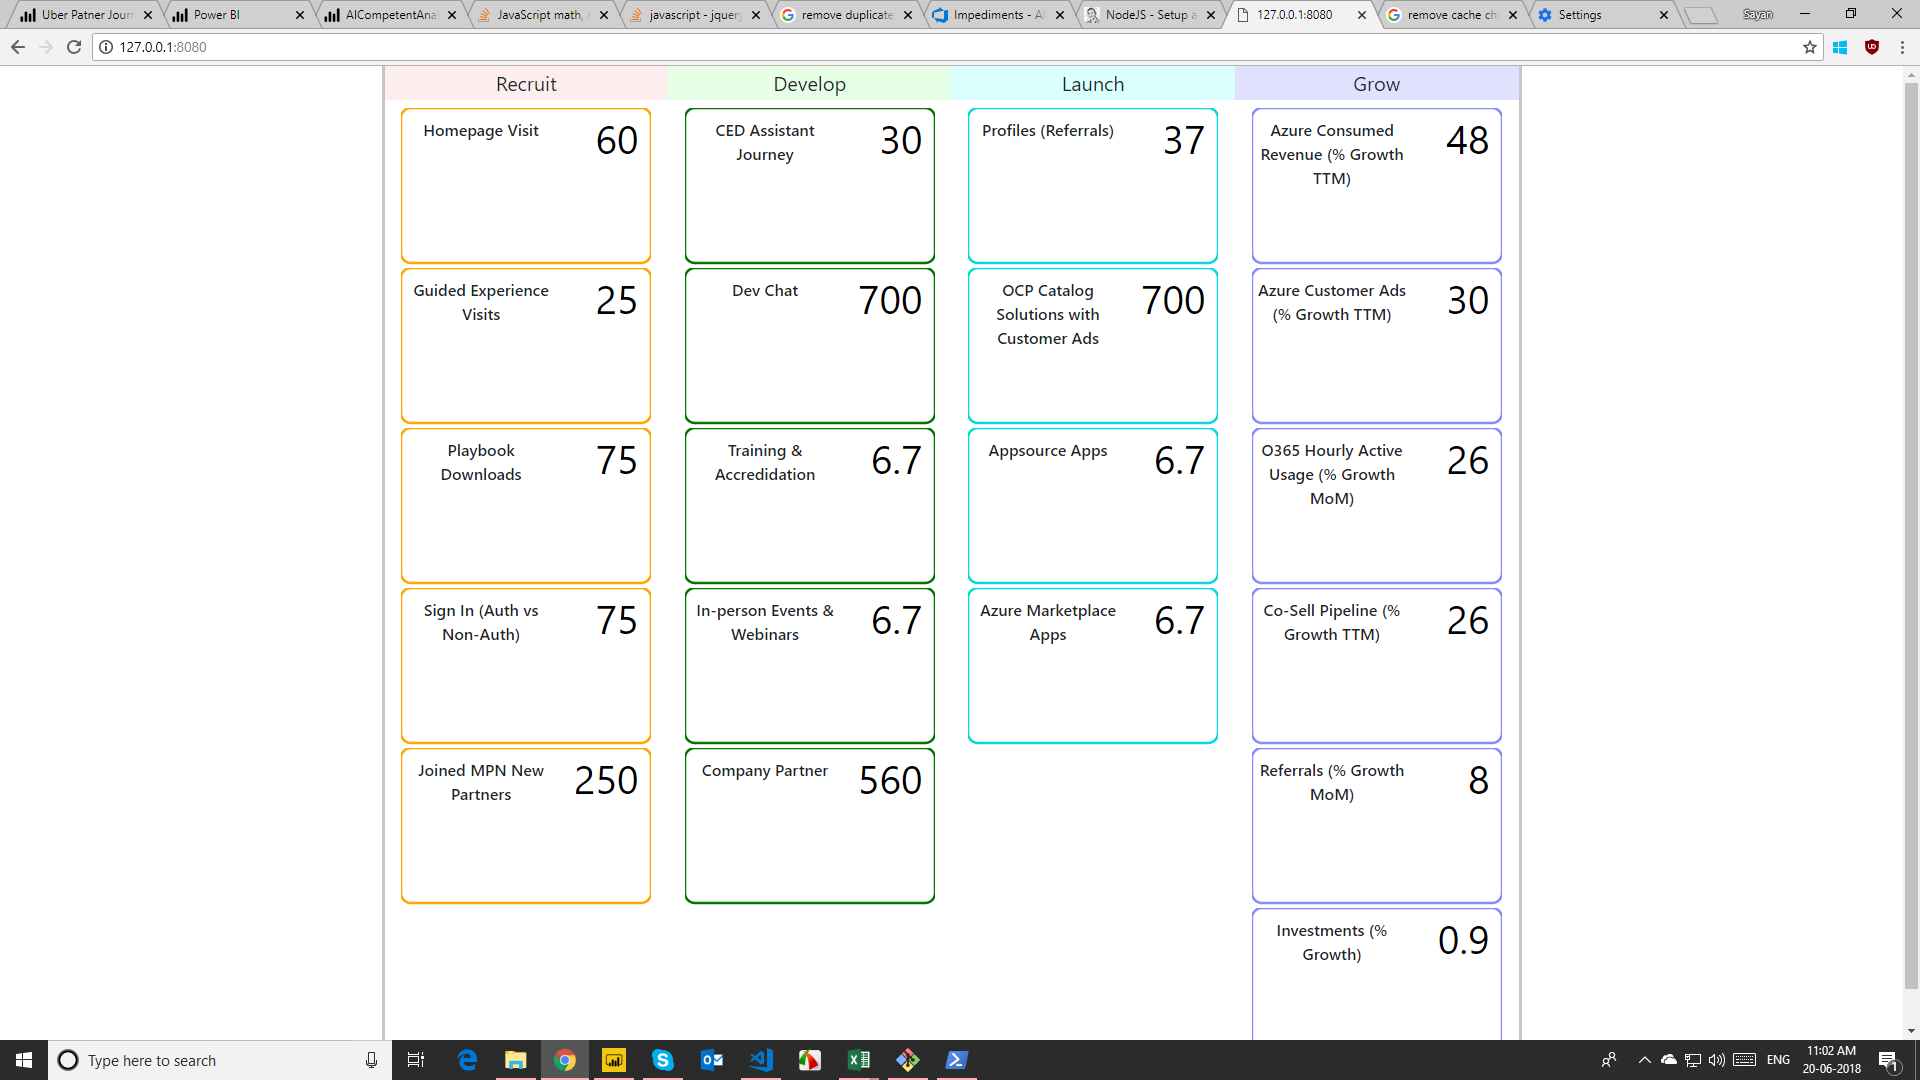 Uber Patner Jour
Power BI
AICompetentAna
JavaScript math,
javascript - jquery
remove duplicate
Impediments - A
NodeJS - Setup a
127.0.0.1:8080
remove cache ch
Settings
Sayan
127.0.0.1:8080
Recruit
Develop
Launch
Grow
Homepage Visit
60
CED Assistant
Journey
30
Profiles (Referrals)
37
Azure Consumed
Revenue (% Growth
TTM)
48
Guided Experience
Visits
25
Dev Chat
700
OCP Catalog
Solutions with
Customer Ads
700
Azure Customer Ads
(% Growth TTM)
30
Playbook
Downloads
75
Training &
Accredidation
6.7
Appsource Apps
6.7
O365 Hourly Active
Usage (% Growth
MoM)
26
Sign In (Auth vs
Non-Auth)
75
In-person Events &
Webinars
6.7
Azure Marketplace
Apps
6.7
Co-Sell Pipeline (%
Growth TTM)
26
Joined MPN New
Partners
250
Company Partner
560
Referrals (% Growth
MoM)
8
Investments (%
Growth)
0.9
Type here to search
ENG
11:02 AM
20-06-2018
1